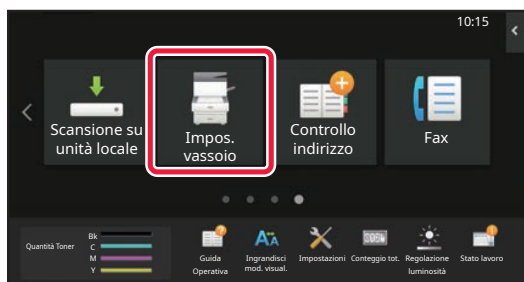 10:15
Scansione su
unità locale
Impos.
vassoio
Controllo
indirizzo
Fax
Quantità Toner
Bk
C
M
Y
Guida
Operativa
Ingrandisci
mod. visual.
Impostazioni
Conteggio tot.
Regolazione
luminosità
Stato lavoro